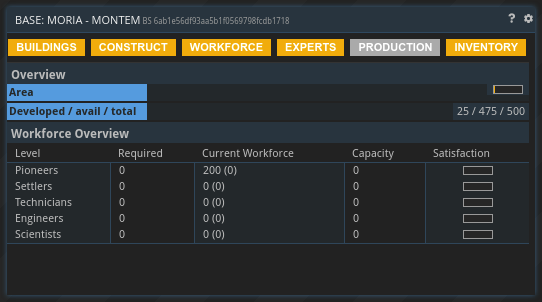 BASE: MORIA - MONTEM BS 6ab1e56df93aa5b1f0569798fcdb1718 ?
BUILDINGS CONSTRUCT WORKFORCE EXPERTS PRODUCTION INVENTORY
Overview
Area
Developed / avail / total 25 / 475 / 500
Workforce Overview
Level Required Current Workforce Capacity Satisfaction
Pioneers 0 200 (0) 0
Settlers 0 0 (0) 0
Technicians 0 0 (0) 0
Engineers 0 0 (0) 0
Scientists 0 0 (0) 0